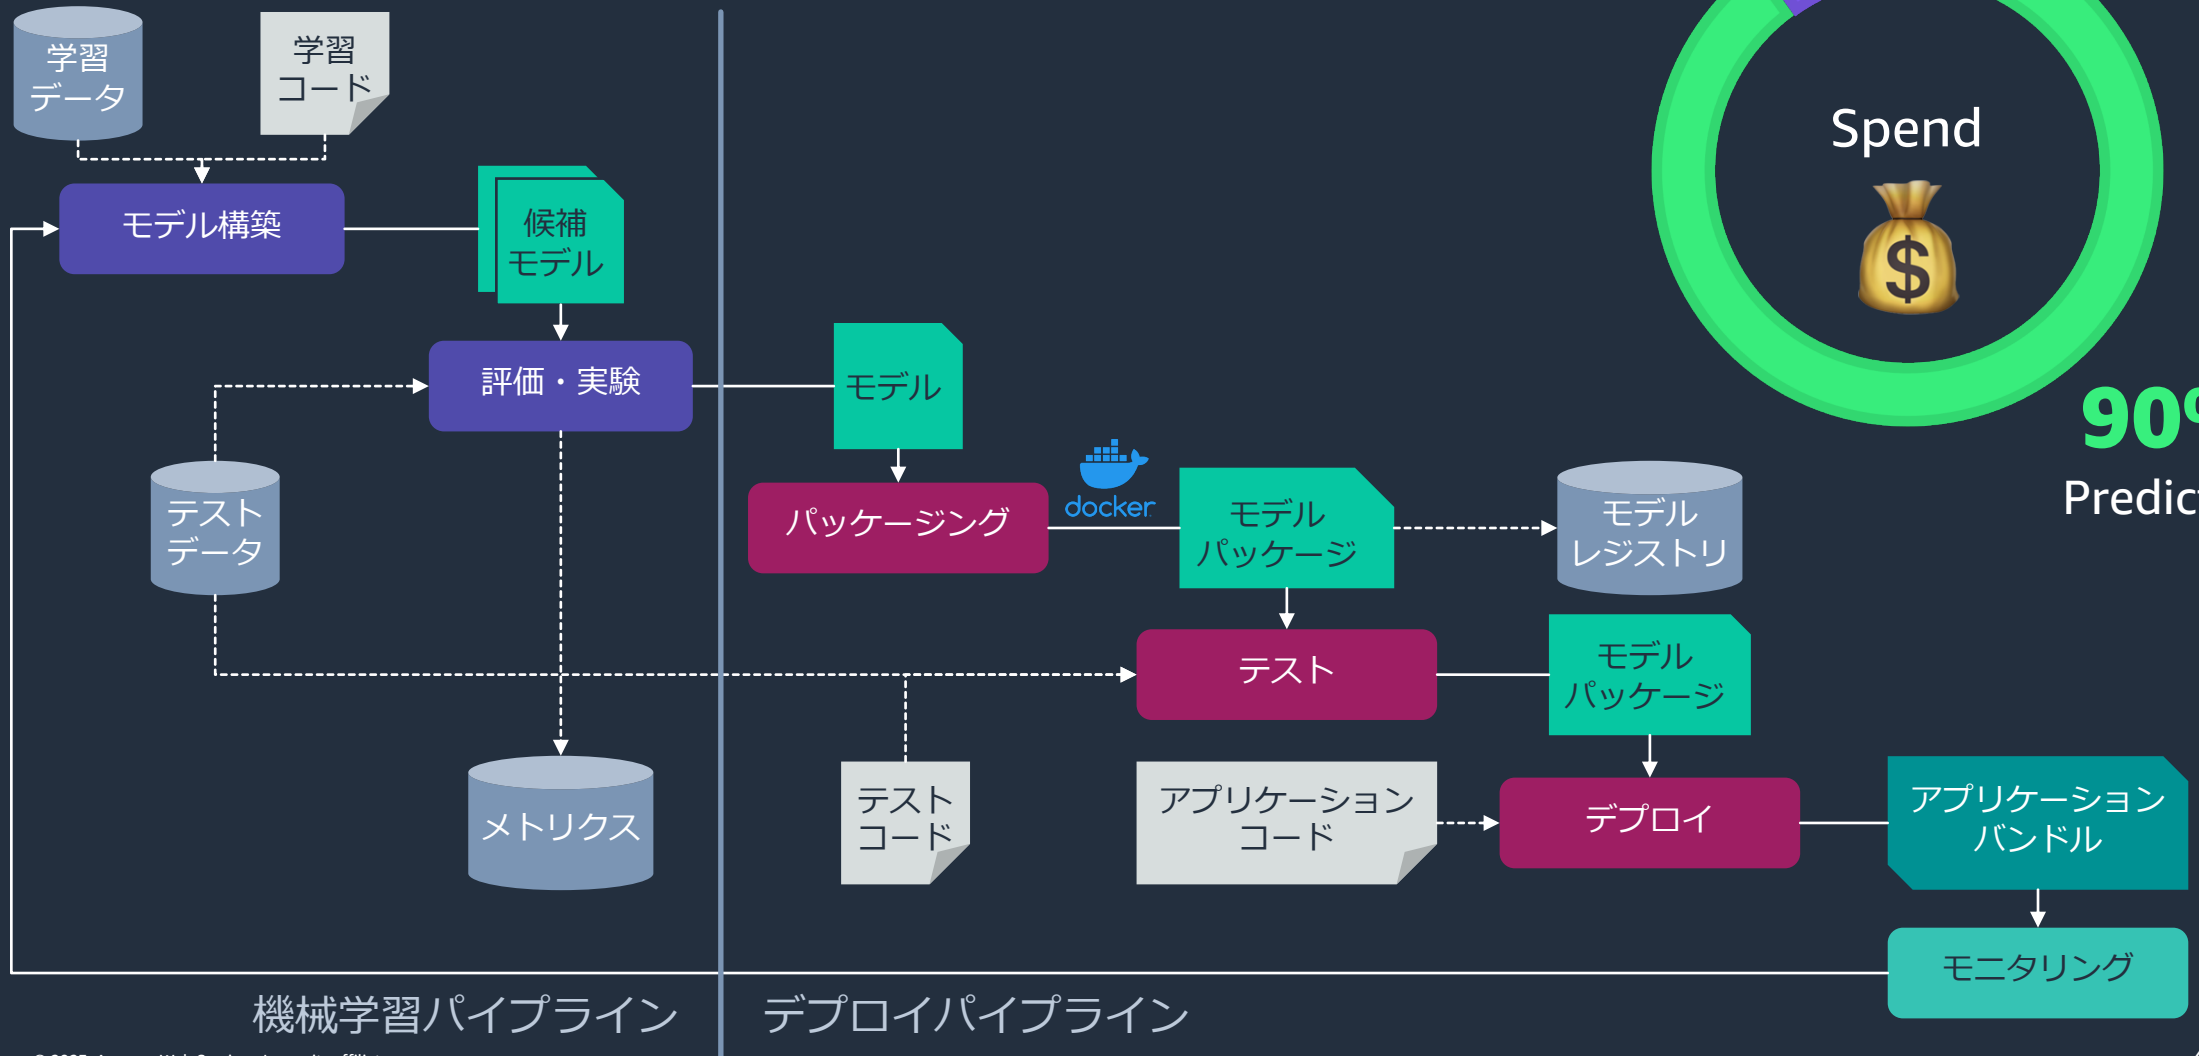 学習
データ
学習
コード
モデル構築
候補
モデル
評価・実験
テスト
データ
メトリクス
モデル
パッケージング
docker
モデル
パッケージ
モデル
レジストリ
テスト
モデル
パッケージ
テスト
コード
アプリケーション
コード
デプロイ
アプリケーション
バンドル
モニタリング
機械学習パイプライン
デプロイパイプライン
Spend
$
90%